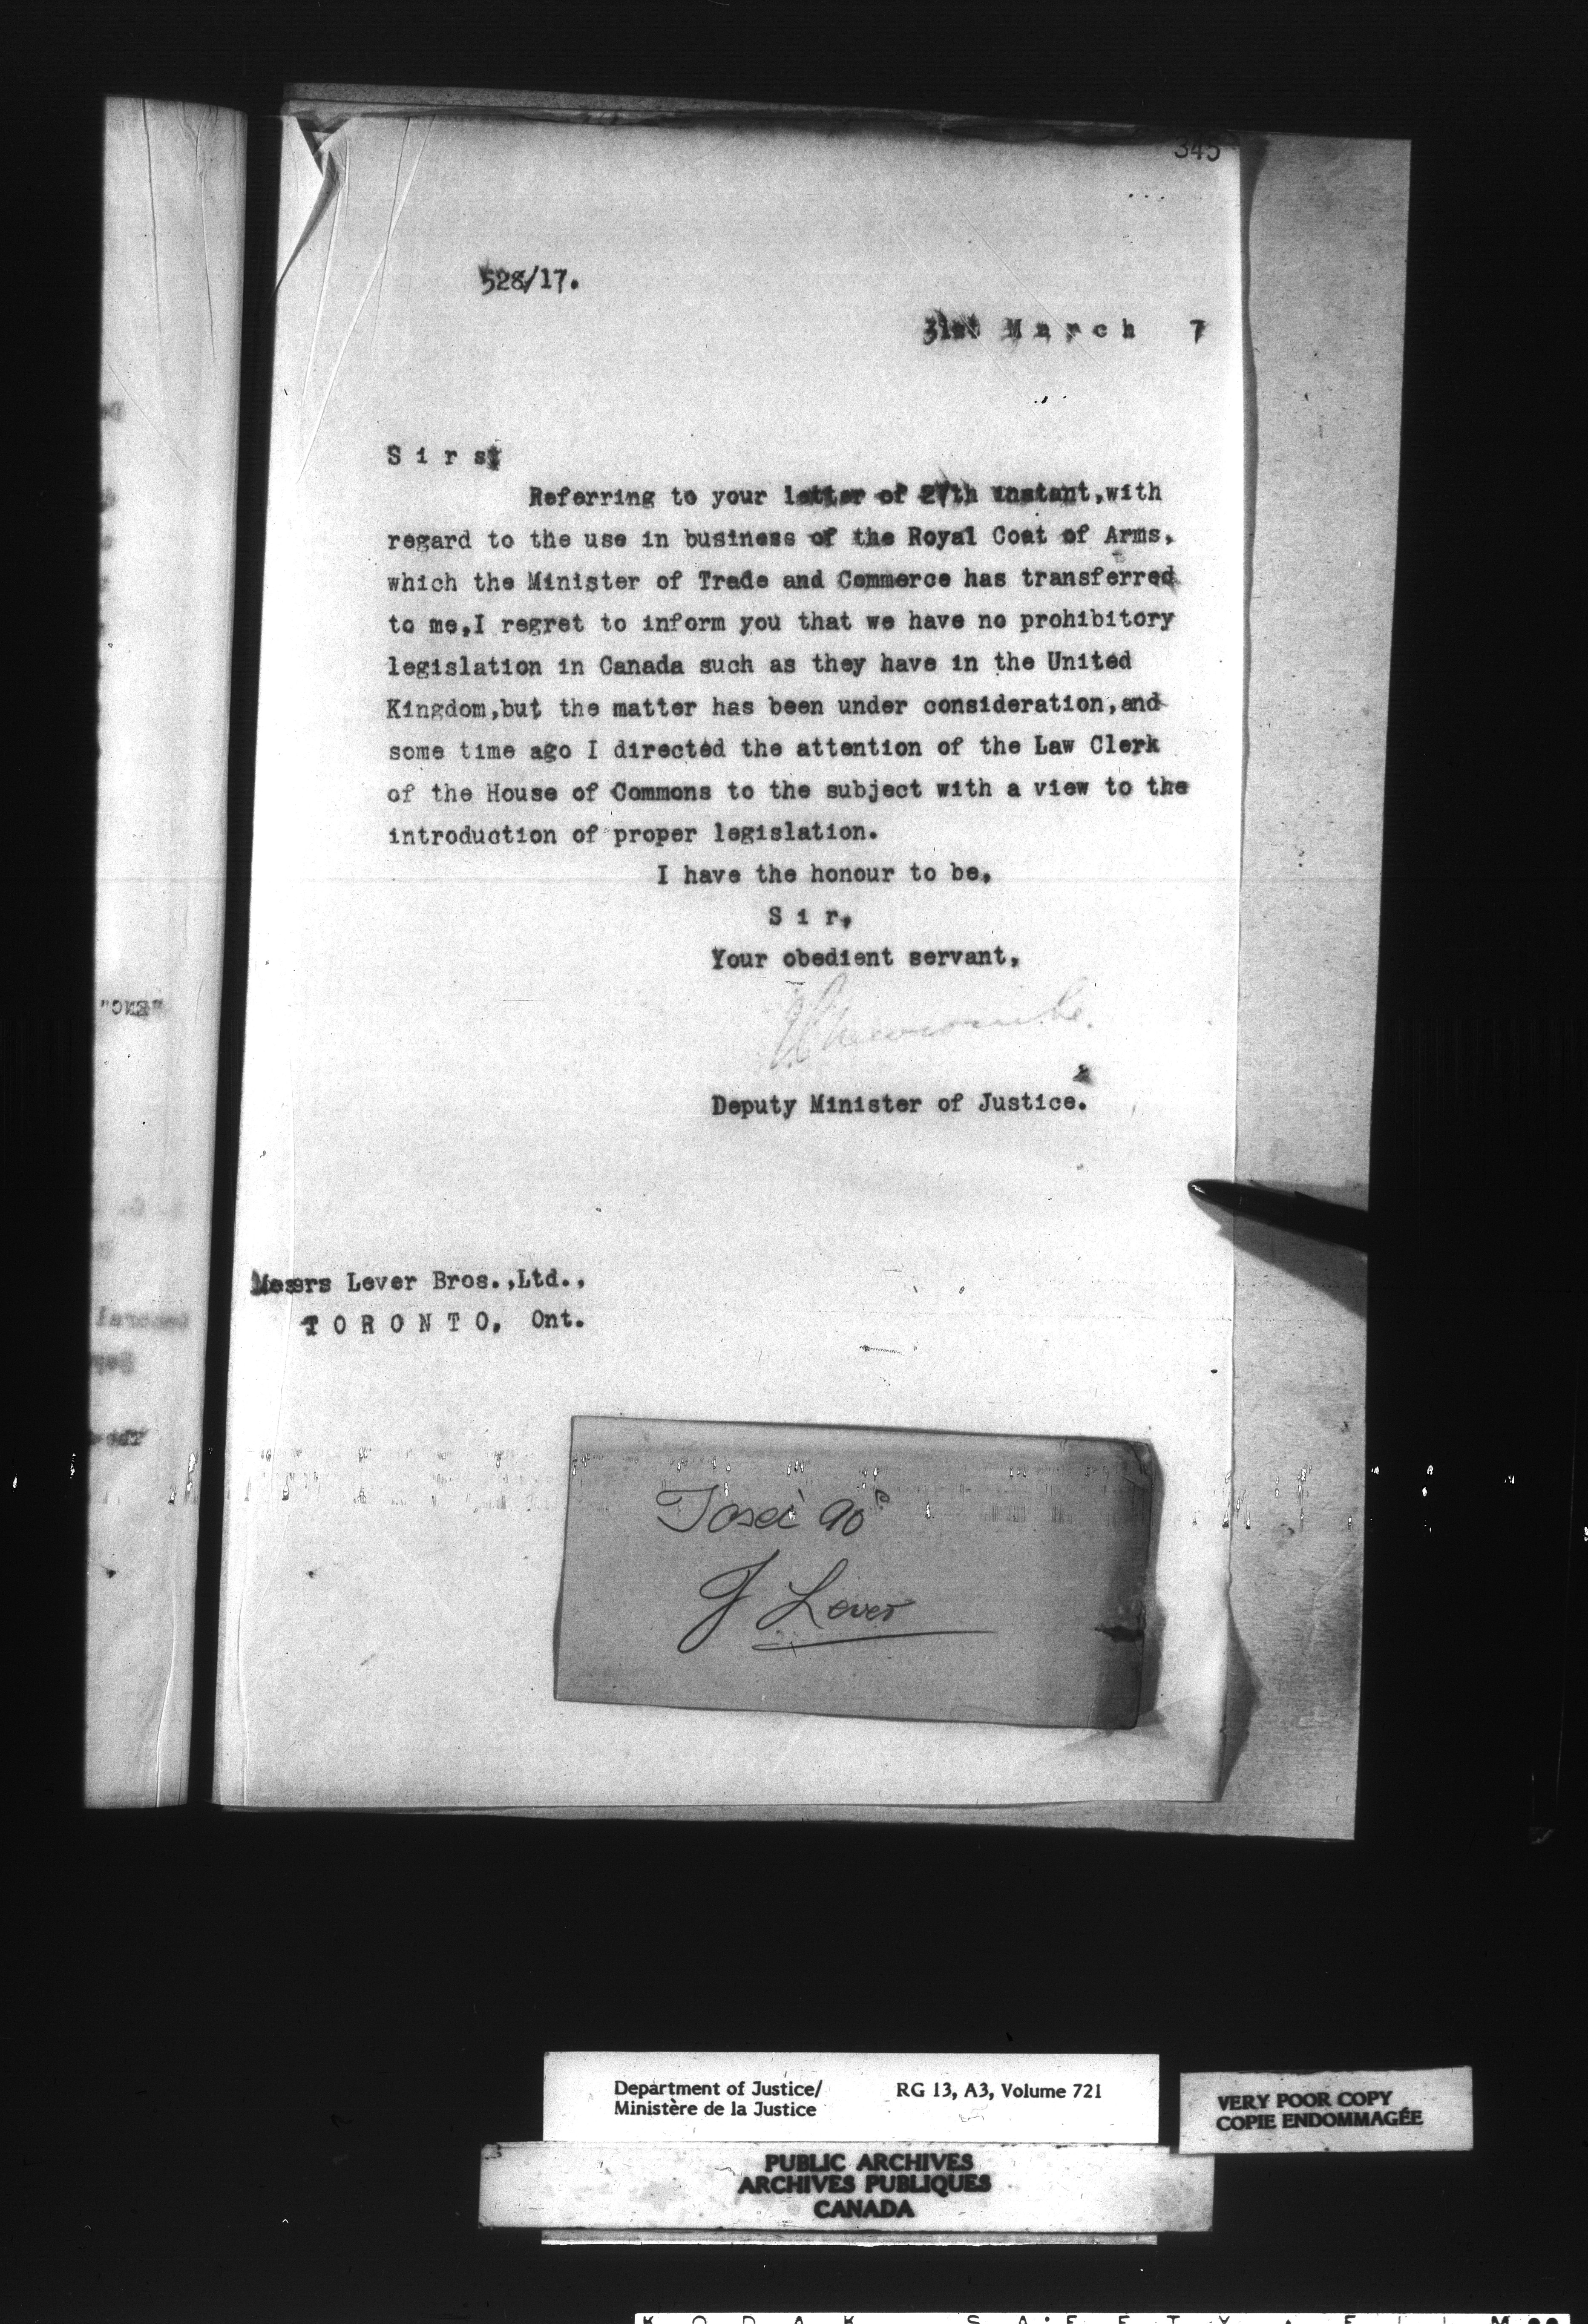 345
528/17.
31st March 7
Sirs:
Referring to your letter of 27th instant,with
regard to the use in business of the Royal Coat of Arms,
which the Minister of Trade and Commerce has transferred
to me,I regret to inform you that we have no prohibitory
legislation in Canada such as they have in the United
Kingdom,but the matter has been under consideration,and
some time ago I directed the attention of the Law Clerk
of the House of Commons to the subject with a view to the
introduction of proper legislation.
I have the honour to be,
Sir,
Your obedient servant,
Newcombe
Deputy Minister of Justice.
Messrs Lever Bros.,Ltd.,
TORONTO, Ont.
J Lever
Department of Justice/
Ministère de la Justice
RG 13, A3, Volume 721
VERY POOR COPY
COPIE ENDOMMAGÉE
PUBLIC ARCHIVES
ARCHIVES PUBLIQUES
CANADA
KODAK SAFETY FILM